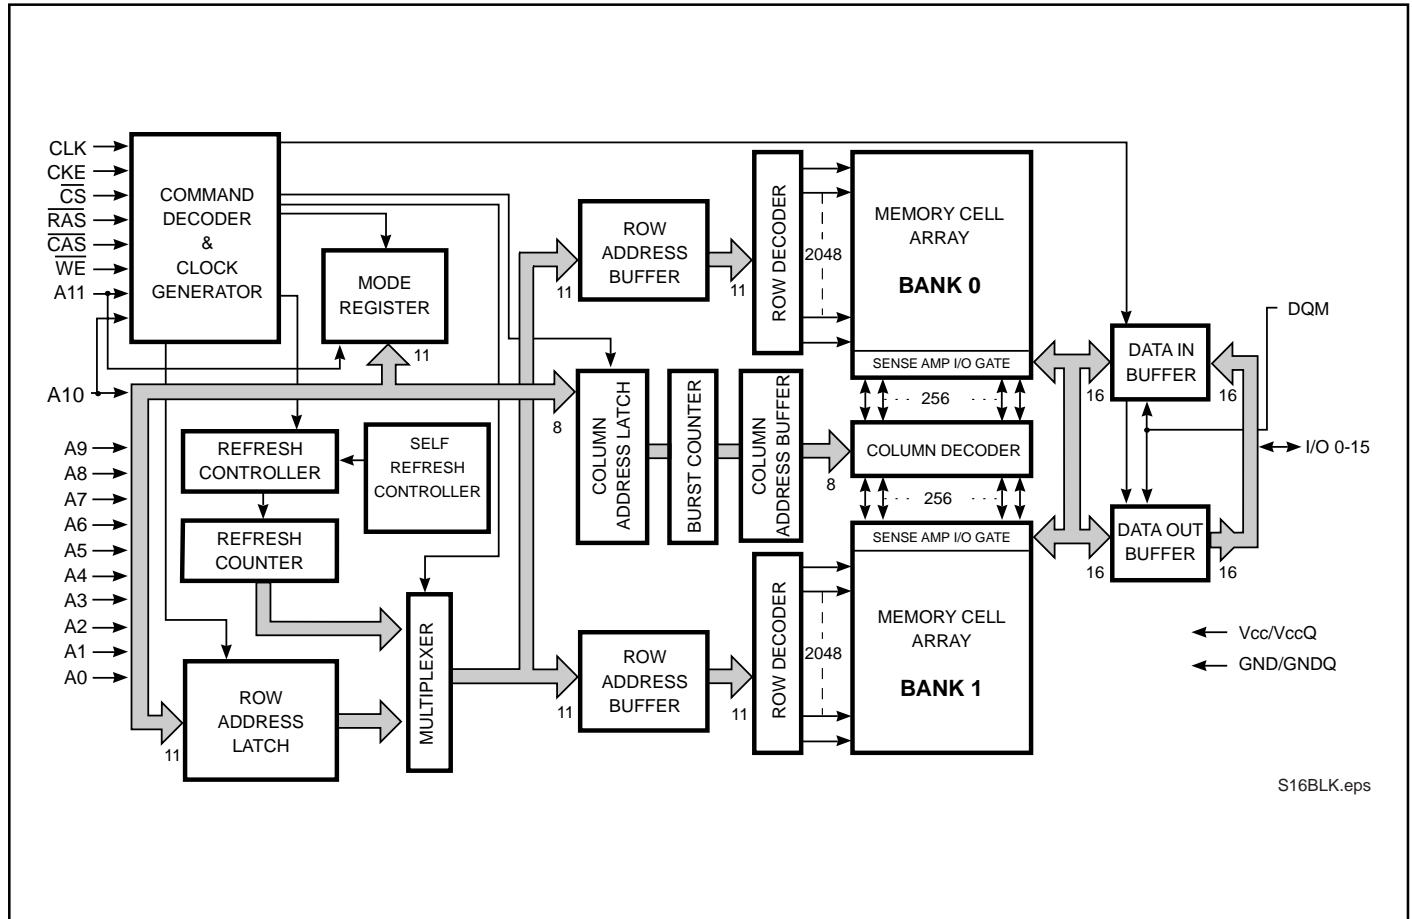 CLK
CKE
CS
RAS
CAS
WE
A11
A10
A9
A8
A7
A6
A5
A4
A3
A2
A1
A0
COMMAND
DECODER
&
CLOCK
GENERATOR
MODE
REGISTER
11
REFRESH
CONTROLLER
SELF
REFRESH
CONTROLLER
REFRESH
COUNTER
ROW
ADDRESS
LATCH
11
MULTIPLEXER
ROW
ADDRESS
BUFFER
11
11
COLUMN
ADDRESS LATCH
8
BURST COUNTER
COLUMN
ADDRESS BUFFER
8
ROW
ADDRESS
BUFFER
11
11
ROW DECODER
2048
MEMORY CELL
ARRAY
BANK 0
SENSE AMP I/O GATE
256
COLUMN DECODER
256
SENSE AMP I/O GATE
MEMORY CELL
ARRAY
BANK 1
ROW DECODER
2048
DATA IN
BUFFER
16
16
DATA OUT
BUFFER
16
16
DQM
I/O 0-15
Vcc/VccQ
GND/GNDQ
S16BLK.eps